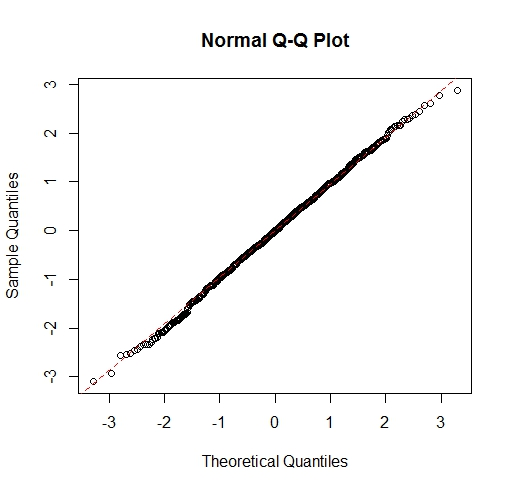 Normal Q-Q Plot
3
2
1
0
-1
-2
-3
Sample Quantiles
-3 -2 -1 0 1 2 3
Theoretical Quantiles